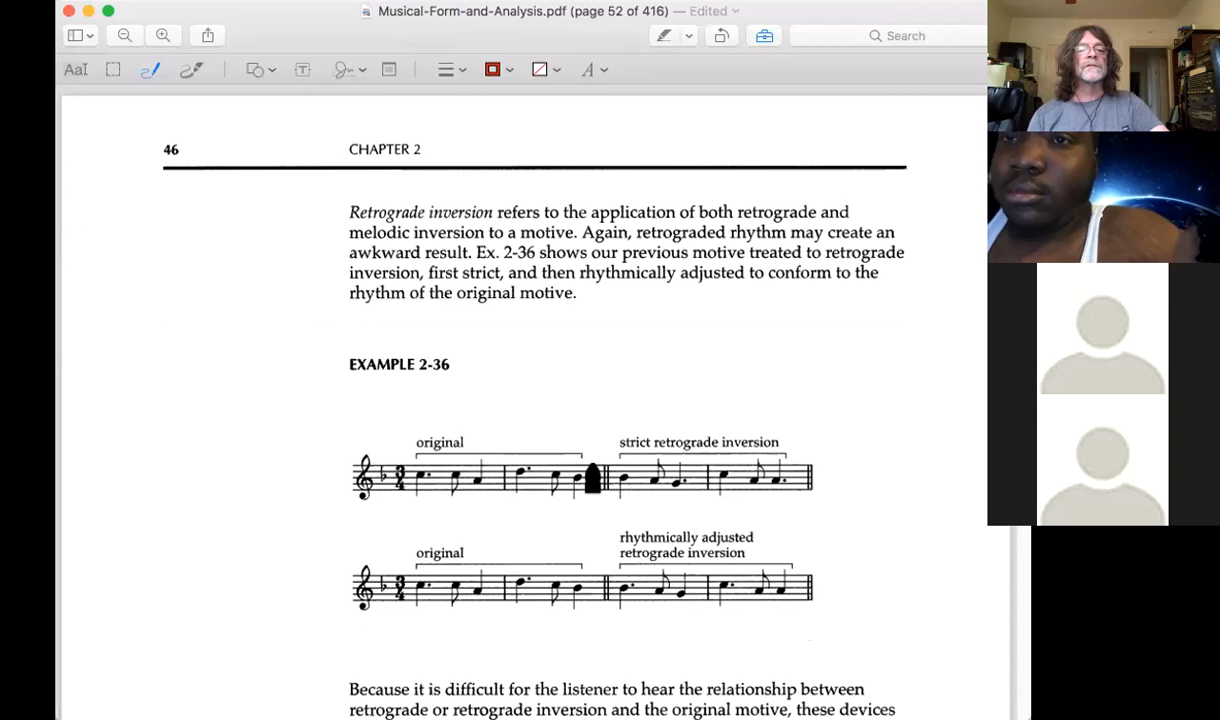 Musical-Form-and-Analysis.pdf (page 52 of 416) — Edited
Search
AaI
A
46
CHAPTER 2
Retrograde inversion refers to the application of both retrograde and
melodic inversion to a motive. Again, retrograded rhythm may create an
awkward result. Ex. 2-36 shows our previous motive treated to retrograde
inversion, first strict, and then rhythmically adjusted to conform to the
rhythm of the original motive.
EXAMPLE 2-36
original
strict retrograde inversion
3
4
rhythmically adjusted
original
retrograde inversion
3
4
Because it is difficult for the listener to hear the relationship between
retrograde or retrograde inversion and the original motive, these devices